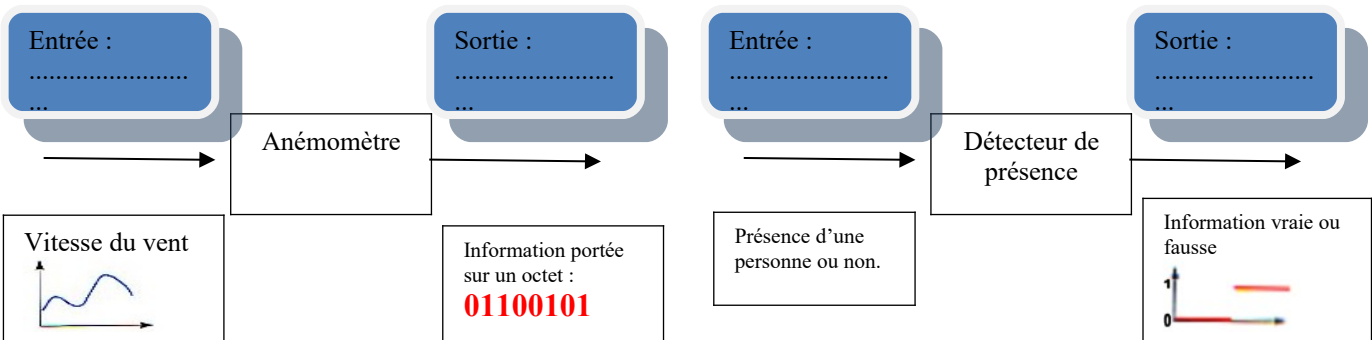 Entrée :
........................
...
Sortie :
........................
...
Anémomètre
Vitesse du vent
Information portée
sur un octet :
01100101
Entrée :
........................
...
Sortie :
........................
...
Détecteur de
présence
Présence d’une
personne ou non.
Information vraie ou
fausse
1
0